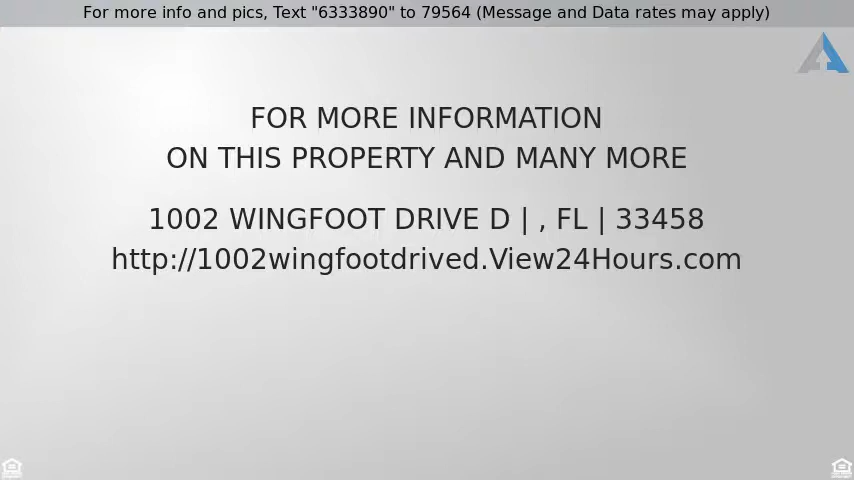 For more info and pics, Text "6333890" to 79564 (Message and Data rates may apply)
FOR MORE INFORMATION
ON THIS PROPERTY AND MANY MORE
1002 WINGFOOT DRIVE D | , FL | 33458
http://1002wingfootdrived.View24Hours.com